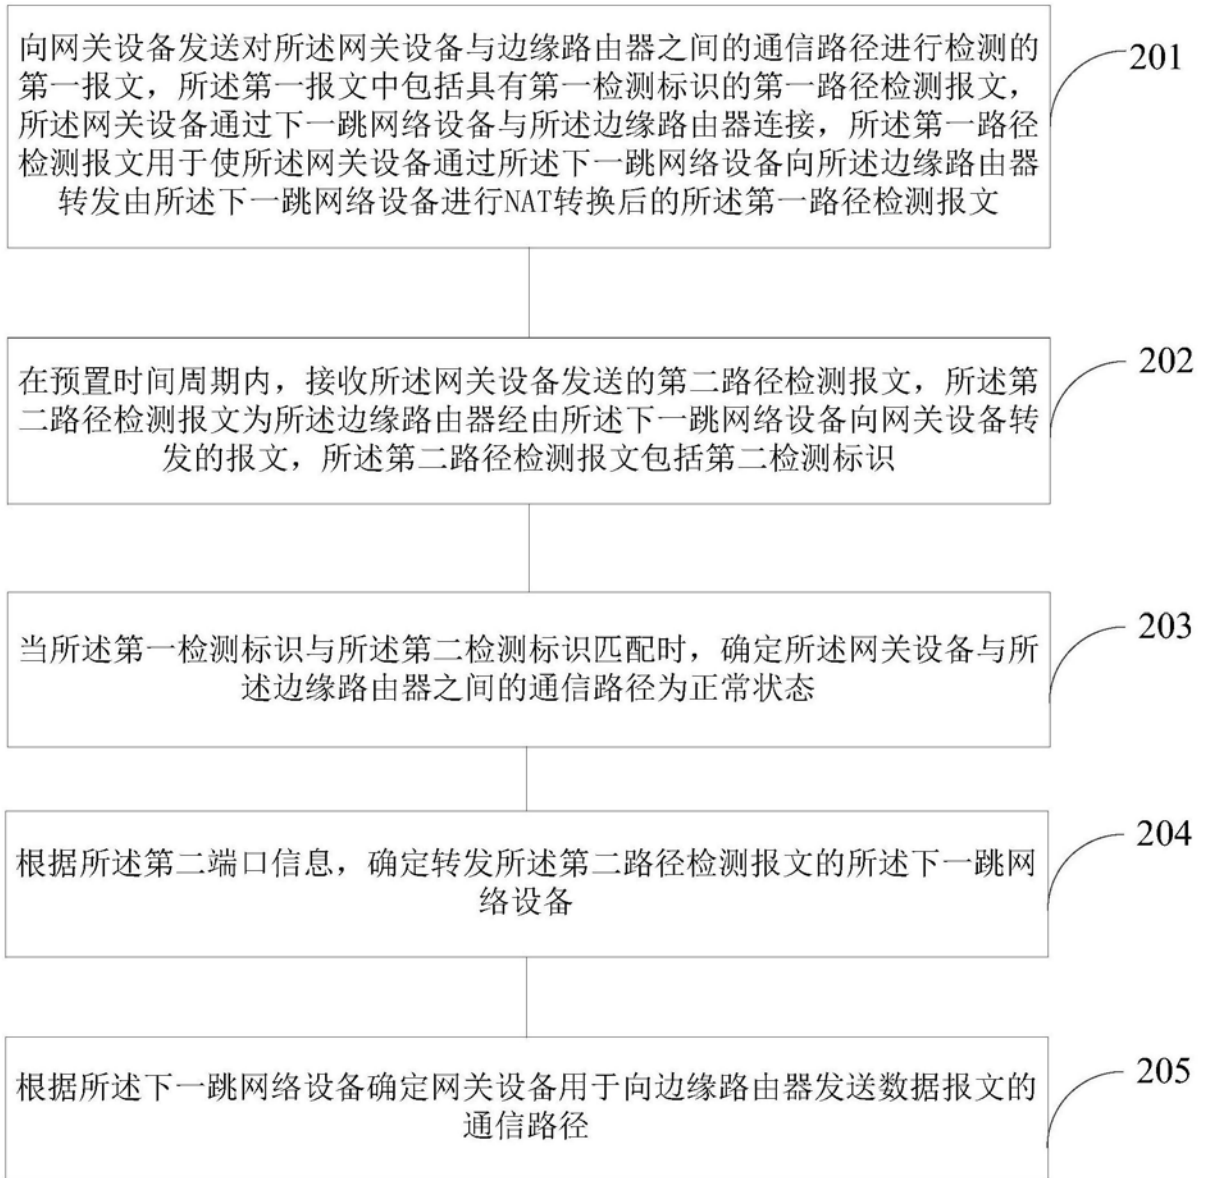 向网关设备发送对所述网关设备与边缘路由器之间的通信路径进行检测的
第一报文，所述第一报文中包括具有第一检测标识的第一路径检测报文，
所述网关设备通过下一跳网络设备与所述边缘路由器连接，所述第一路径
检测报文用于使所述网关设备通过所述下一跳网络设备向所述边缘路由器
转发由所述下一跳网络设备进行NAT转换后的所述第一路径检测报文
201
在预置时间周期内，接收所述网关设备发送的第二路径检测报文，所述第
二路径检测报文为所述边缘路由器经由所述下一跳网络设备向网关设备转
发的报文，所述第二路径检测报文包括第二检测标识
202
当所述第一检测标识与所述第二检测标识匹配时，确定所述网关设备与所
述边缘路由器之间的通信路径为正常状态
203
根据所述第二端口信息，确定转发所述第二路径检测报文的所述下一跳网
络设备
204
根据所述下一跳网络设备确定网关设备用于向边缘路由器发送数据报文的
通信路径
205